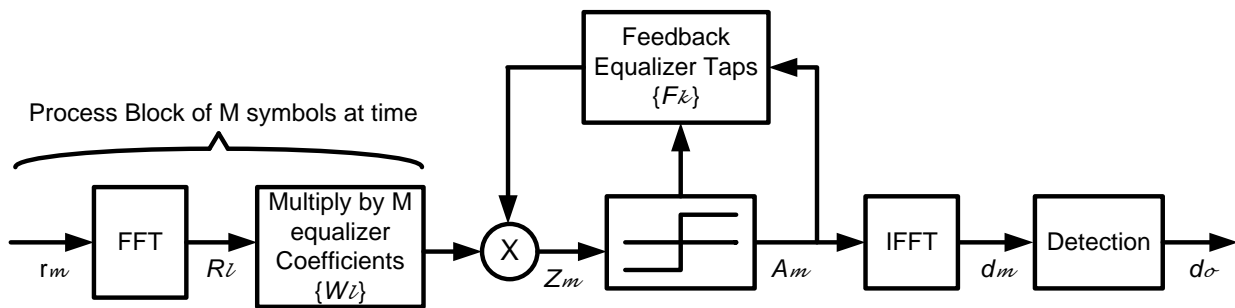 Feedback
Equalizer Taps
{Fk}
Process Block of M symbols at time
FFT
Multiply by M
equalizer
Coefficients
{Wl}
X
IFFT
Detection
rm
Rl
Zm
Am
dm
do